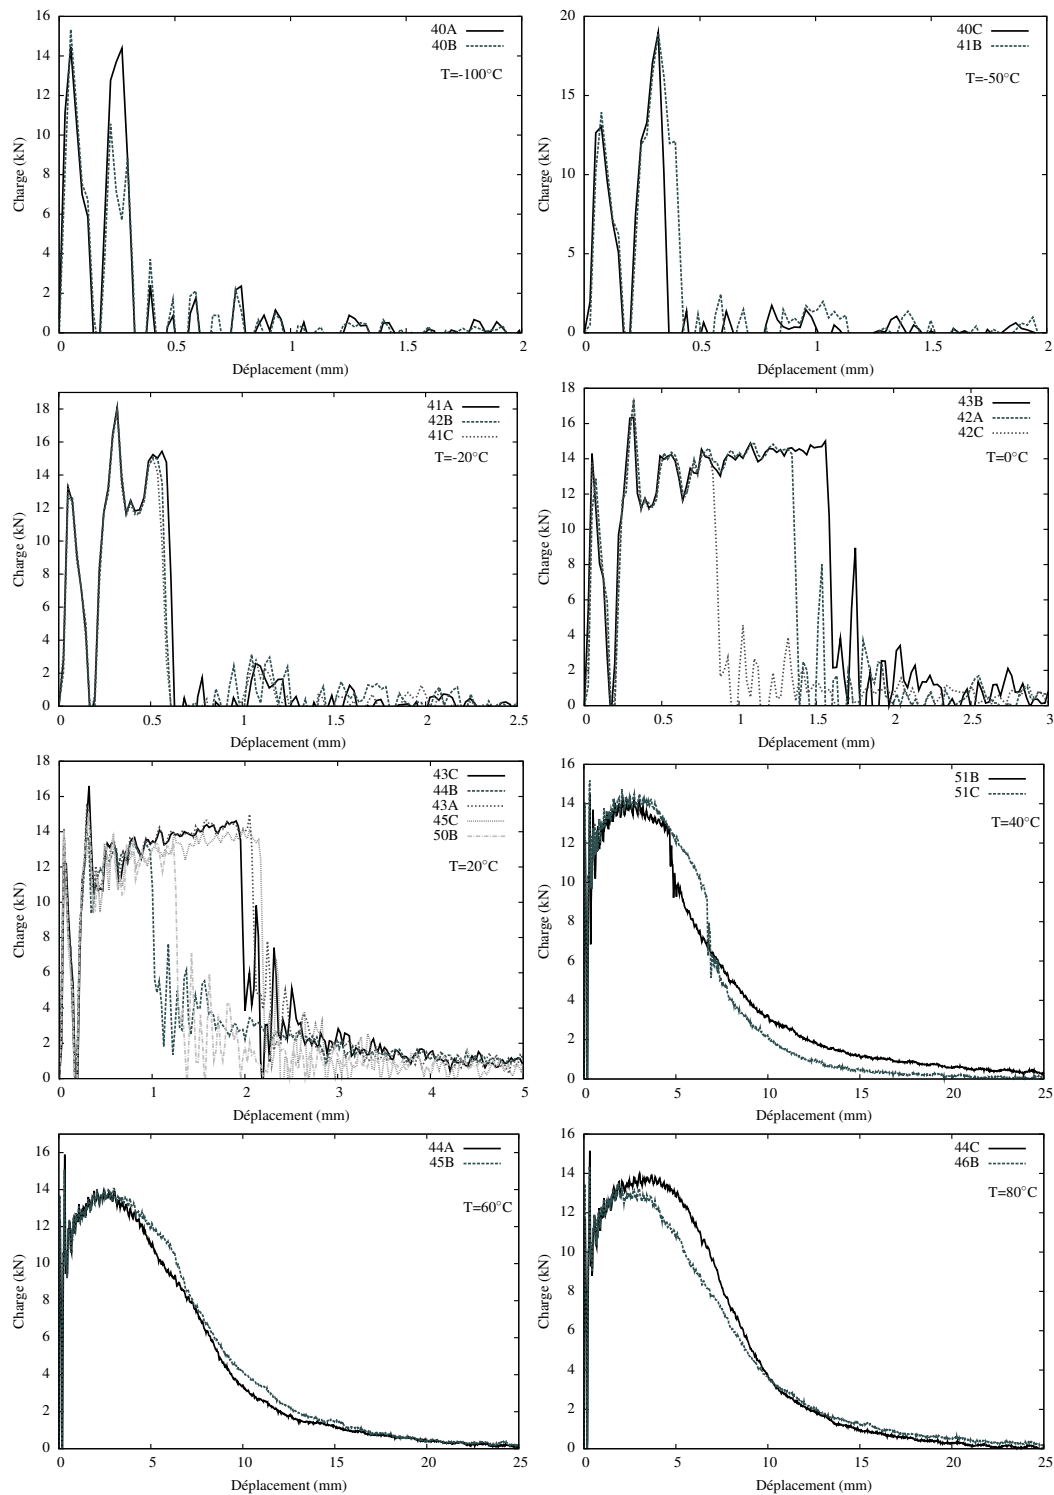 16
14
12
10
8
6
4
2
0
Charge (kN)
40A
40B
T=-100°C
0 0.5 1 1.5 2
Déplacement (mm)
20
15
10
5
0
Charge (kN)
40C
41B
T=-50°C
0 0.5 1 1.5 2
Déplacement (mm)
18
16
14
12
10
8
6
4
2
0
Charge (kN)
41A
42B
41C
T=-20°C
0 0.5 1 1.5 2 2.5
Déplacement (mm)
18
16
14
12
10
8
6
4
2
0
Charge (kN)
43B
42A
42C
T=0°C
0 0.5 1 1.5 2 2.5 3
Déplacement (mm)
18
16
14
12
10
8
6
4
2
0
Charge (kN)
43C
44B
43A
45C
50B
T=20°C
0 1 2 3 4 5
Déplacement (mm)
16
14
12
10
8
6
4
2
0
Charge (kN)
51B
51C
T=40°C
0 5 10 15 20 25
Déplacement (mm)
16
14
12
10
8
6
4
2
0
Charge (kN)
44A
45B
T=60°C
0 5 10 15 20 25
Déplacement (mm)
16
14
12
10
8
6
4
2
0
Charge (kN)
44C
46B
T=80°C
0 5 10 15 20 25
Déplacement (mm)